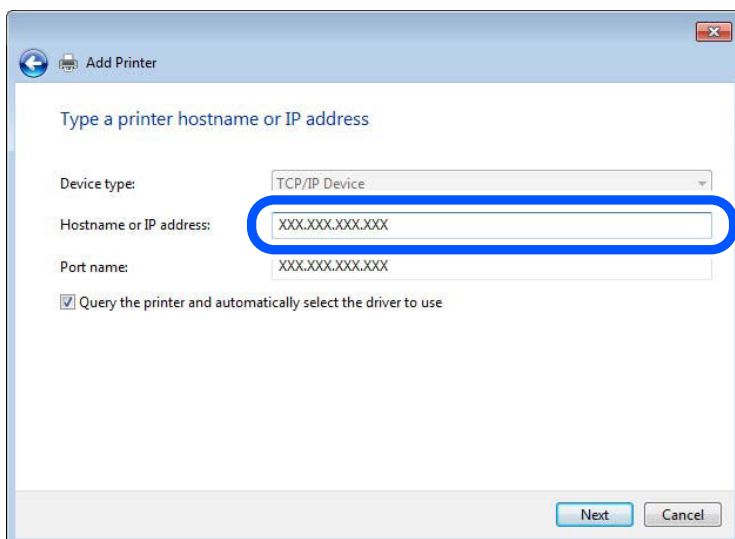 Add Printer
Type a printer hostname or IP address
Device type: TCP/IP Device
Hostname or IP address: XXX.XXX.XXX.XXX
Port name: XXX.XXX.XXX.XXX
Query the printer and automatically select the driver to use
Next Cancel